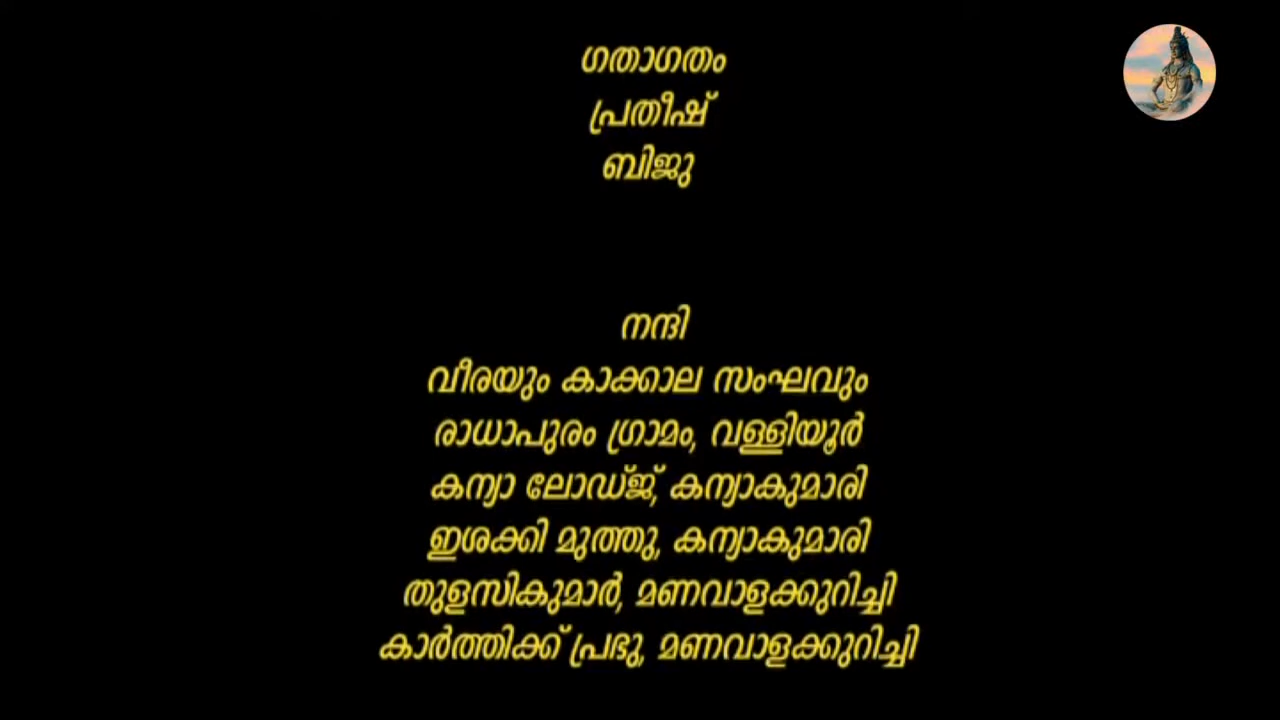 ഗതാഗതം
പ്രതീഷ്
ബിജു
നന്ദി
വീരയും കാക്കാല സംഘവും
രാധാപുരം ഗ്രാമം, വള്ളിയൂർ
കന്യാ ലോഡ്ജ്, കന്യാകുമാരി
ഇശക്കി മുത്തു, കന്യാകുമാരി
തുളസികുമാർ, മണവാളക്കുറിച്ചി
കാർത്തിക്ക് പ്രഭു, മണവാളക്കുറിച്ചി